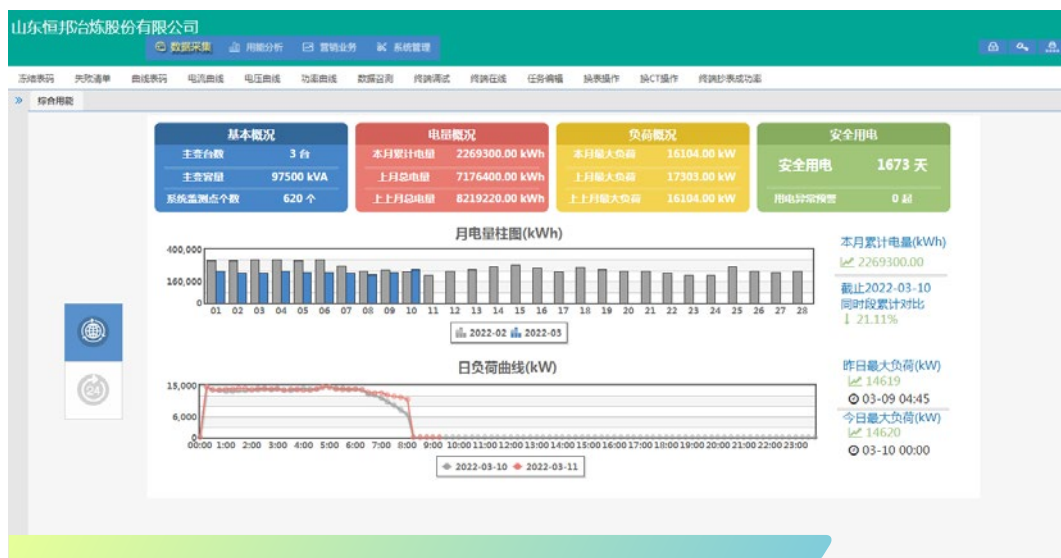 山东恒邦冶炼股份有限公司
数据采集 用能分析 营销业务 系统管理
冻结表码 失败清单 曲线表码 电流曲线 电压曲线 功率曲线 数据召测 终端调试 终端在线 任务编辑 换表操作 换CT操作 终端抄表成功率
综合用能
基本概况 电量概况 负荷概况 安全用电
主变台数 3 台 本月累计电量 2269300.00 kWh 本月最大负荷 16104.00 kW
安全用电 1673 天
主变容量 97500 kVA 上月总电量 7176400.00 kWh 上月最大负荷 17303.00 kW
系统监测点个数 620 个 上上月总电量 8219220.00 kWh 上上月最大负荷 16104.00 kW 用电异常预警 0 起
月电量柱图(kWh)
400,000
160,000
0
01 02 03 04 05 06 07 08 09 10 11 12 13 14 15 16 17 18 19 20 21 22 23 24 25 26 27 28
2022-02 2022-03
本月累计电量(kWh)
2269300.00
截止2022-03-10
同时段累计对比
↓ 21.11%
日负荷曲线(kW)
15,000
6,000
0
00:00 1:00 2:00 3:00 4:00 5:00 6:00 7:00 8:00 9:00 10:00 11:00 12:00 13:00 14:00 15:00 16:00 17:00 18:00 19:00 20:00 21:00 22:00 23:00
2022-03-10 2022-03-11
昨日最大负荷(kW)
14619
03-09 04:45
今日最大负荷(kW)
14620
03-10 00:00
24